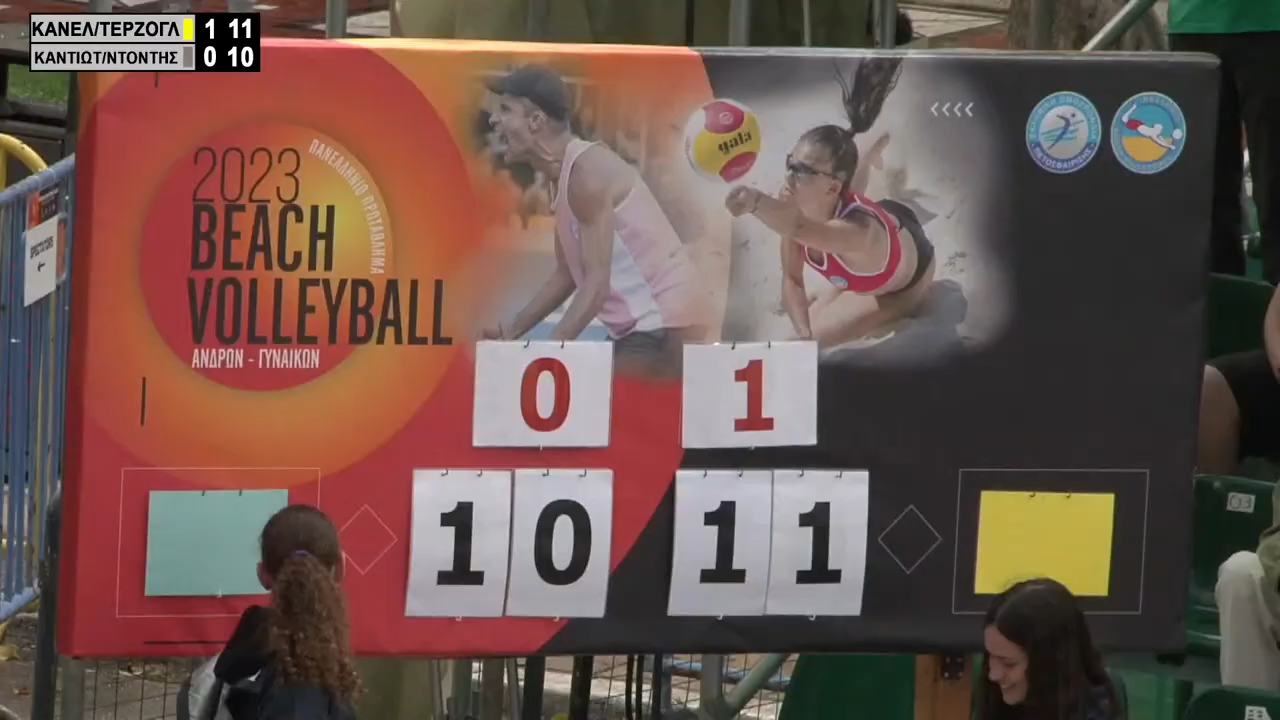 ΚΑΝΕΛ/ΤΕΡΖΟΓΛ 1 11
ΚΑΝΤΙΩΤ/ΝΤΟΝΤΗΣ 0 10
2023
BEACH
VOLLEYBALL
ΑΝΔΡΩΝ - ΓΥΝΑΙΚΩΝ
ΠΑΝΕΛΛΗΝΙΟ ΠΡΩΤΑΘΛΗΜΑ
gala
SPECTATORS
0 1
10 11